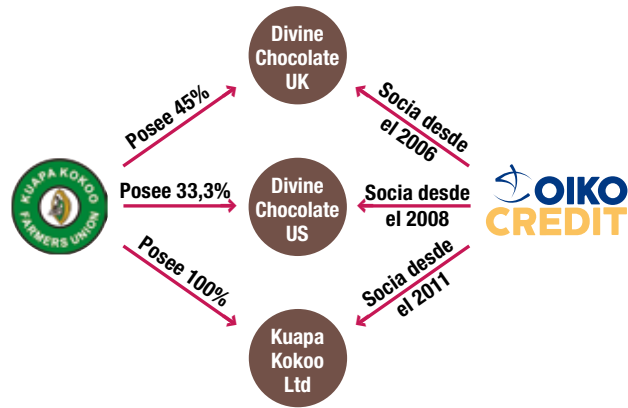 Divine
Chocolate
UK
Posee 45%
Socia desde
el 2006
KUAPA KOKOO
FARMERS UNION
Posee 33,3%
Divine
Chocolate
US
Socia desde
el 2008
OIKO
CREDIT
Posee 100%
Socia desde
el 2011
Kuapa
Kokoo
Ltd